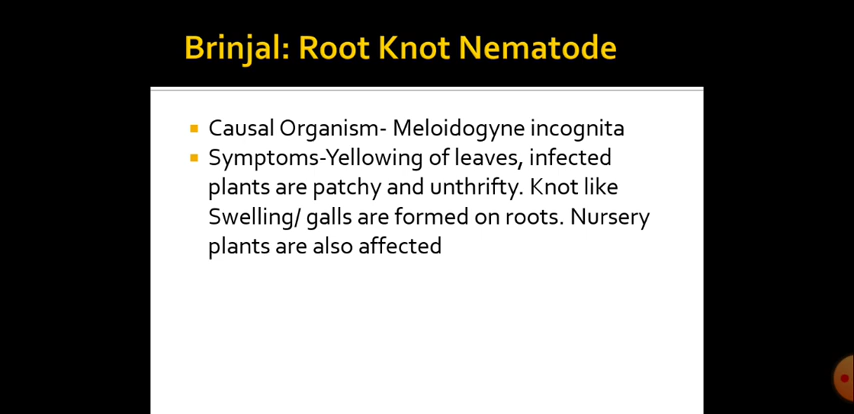 Brinjal: Root Knot Nematode
Causal Organism- Meloidogyne incognita
Symptoms-Yellowing of leaves, infected
plants are patchy and unthrifty. Knot like
Swelling/ galls are formed on roots. Nursery
plants are also affected